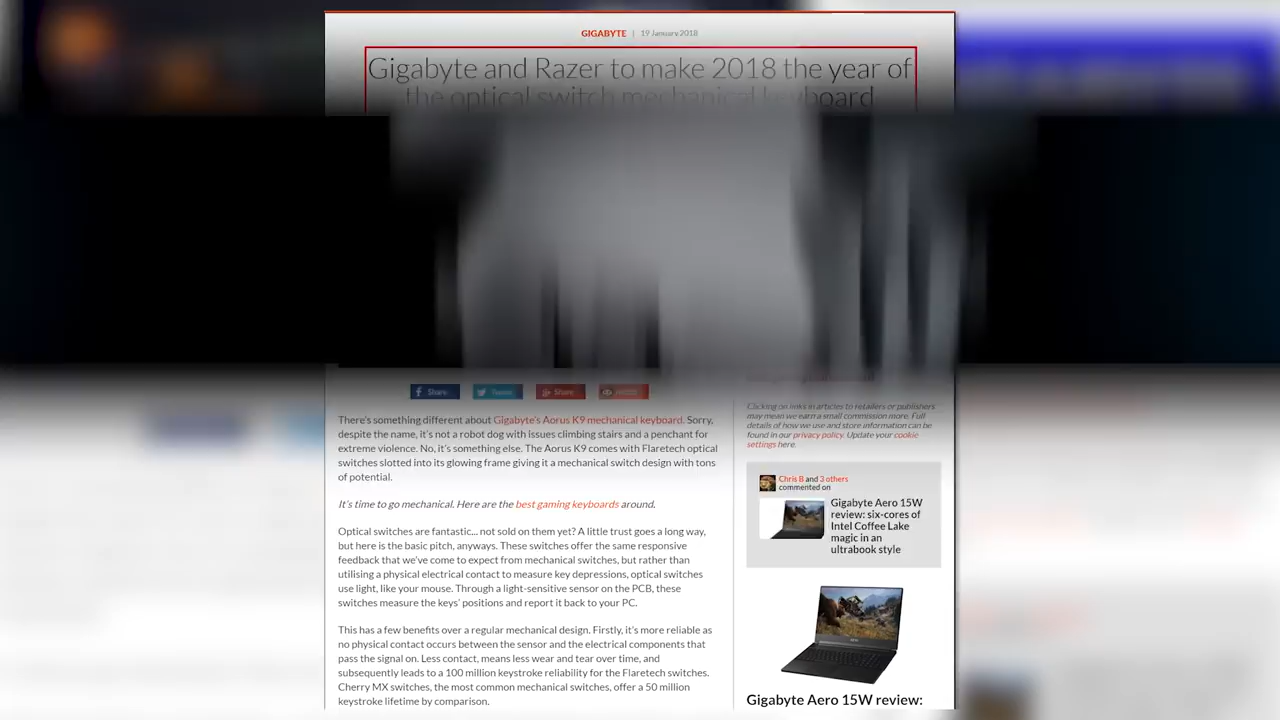 GIGABYTE | 19 January 2018
Gigabyte and Razer to make 2018 the year of
the optical switch mechanical keyboard
Share
Tweet
Share
There's something different about Gigabyte's Aorus K9 mechanical keyboard. Sorry,
despite the name, it's not a robot dog with issues climbing stairs and a penchant for
extreme violence. No, it's something else. The Aorus K9 comes with Flaretech optical
switches slotted into its glowing frame giving it a mechanical switch design with tons
of potential.
It's time to go mechanical. Here are the best gaming keyboards around.
Optical switches are fantastic... not sold on them yet? A little trust goes a long way,
but here is the basic pitch, anyways. These switches offer the same responsive
feedback that we've come to expect from mechanical switches, but rather than
utilising a physical electrical contact to measure key depressions, optical switches
use light, like your mouse. Through a light-sensitive sensor on the PCB, these
switches measure the keys' positions and report it back to your PC.
This has a few benefits over a regular mechanical design. Firstly, it's more reliable as
no physical contact occurs between the sensor and the electrical components that
pass the signal on. Less contact, means less wear and tear over time, and
subsequently leads to a 100 million keystroke reliability for the Flaretech switches.
Cherry MX switches, the most common mechanical switches, offer a 50 million
keystroke lifetime by comparison.
Clicking on links in articles to retailers or publishers
may mean we earn a small commission more. Full
details of how we use and store information can be
found in our privacy policy. Update your cookie
settings here.
Chris B and 3 others
commented on
Gigabyte Aero 15W
review: six-cores of
Intel Coffee Lake
magic in an
ultrabook style
Gigabyte Aero 15W review: